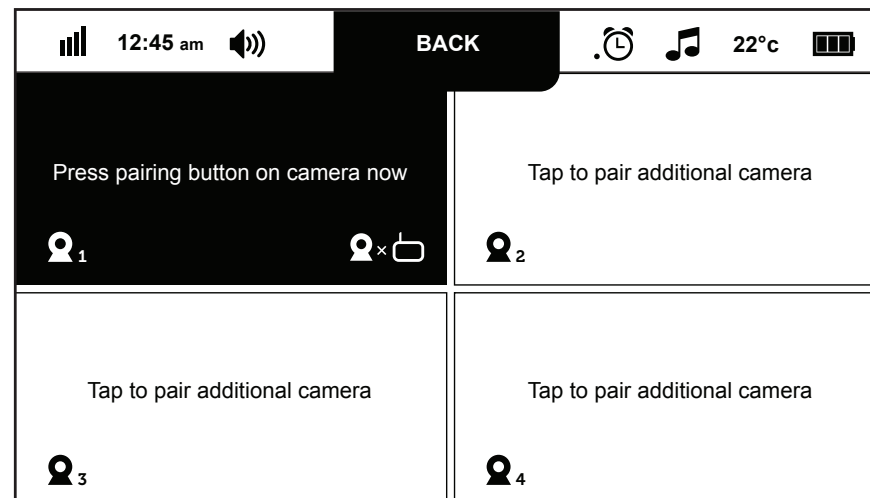 12:45 am BACK 22°c
Press pairing button on camera now
Tap to pair additional camera
1
2
Tap to pair additional camera
Tap to pair additional camera
3
4